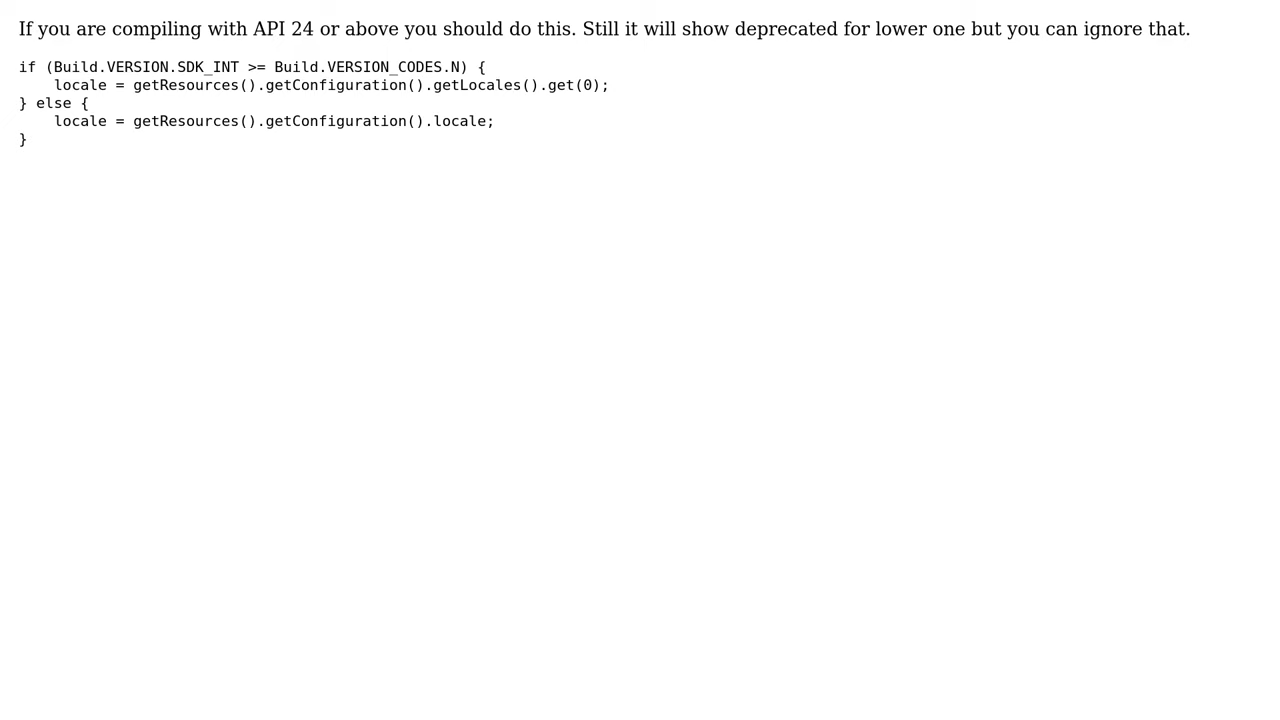 If you are compiling with API 24 or above you should do this. Still it will show deprecated for lower one but you can ignore that.
if (Build.VERSION.SDK_INT >= Build.VERSION_CODES.N) {
    locale = getResources().getConfiguration().getLocales().get(0);
} else {
    locale = getResources().getConfiguration().locale;
}